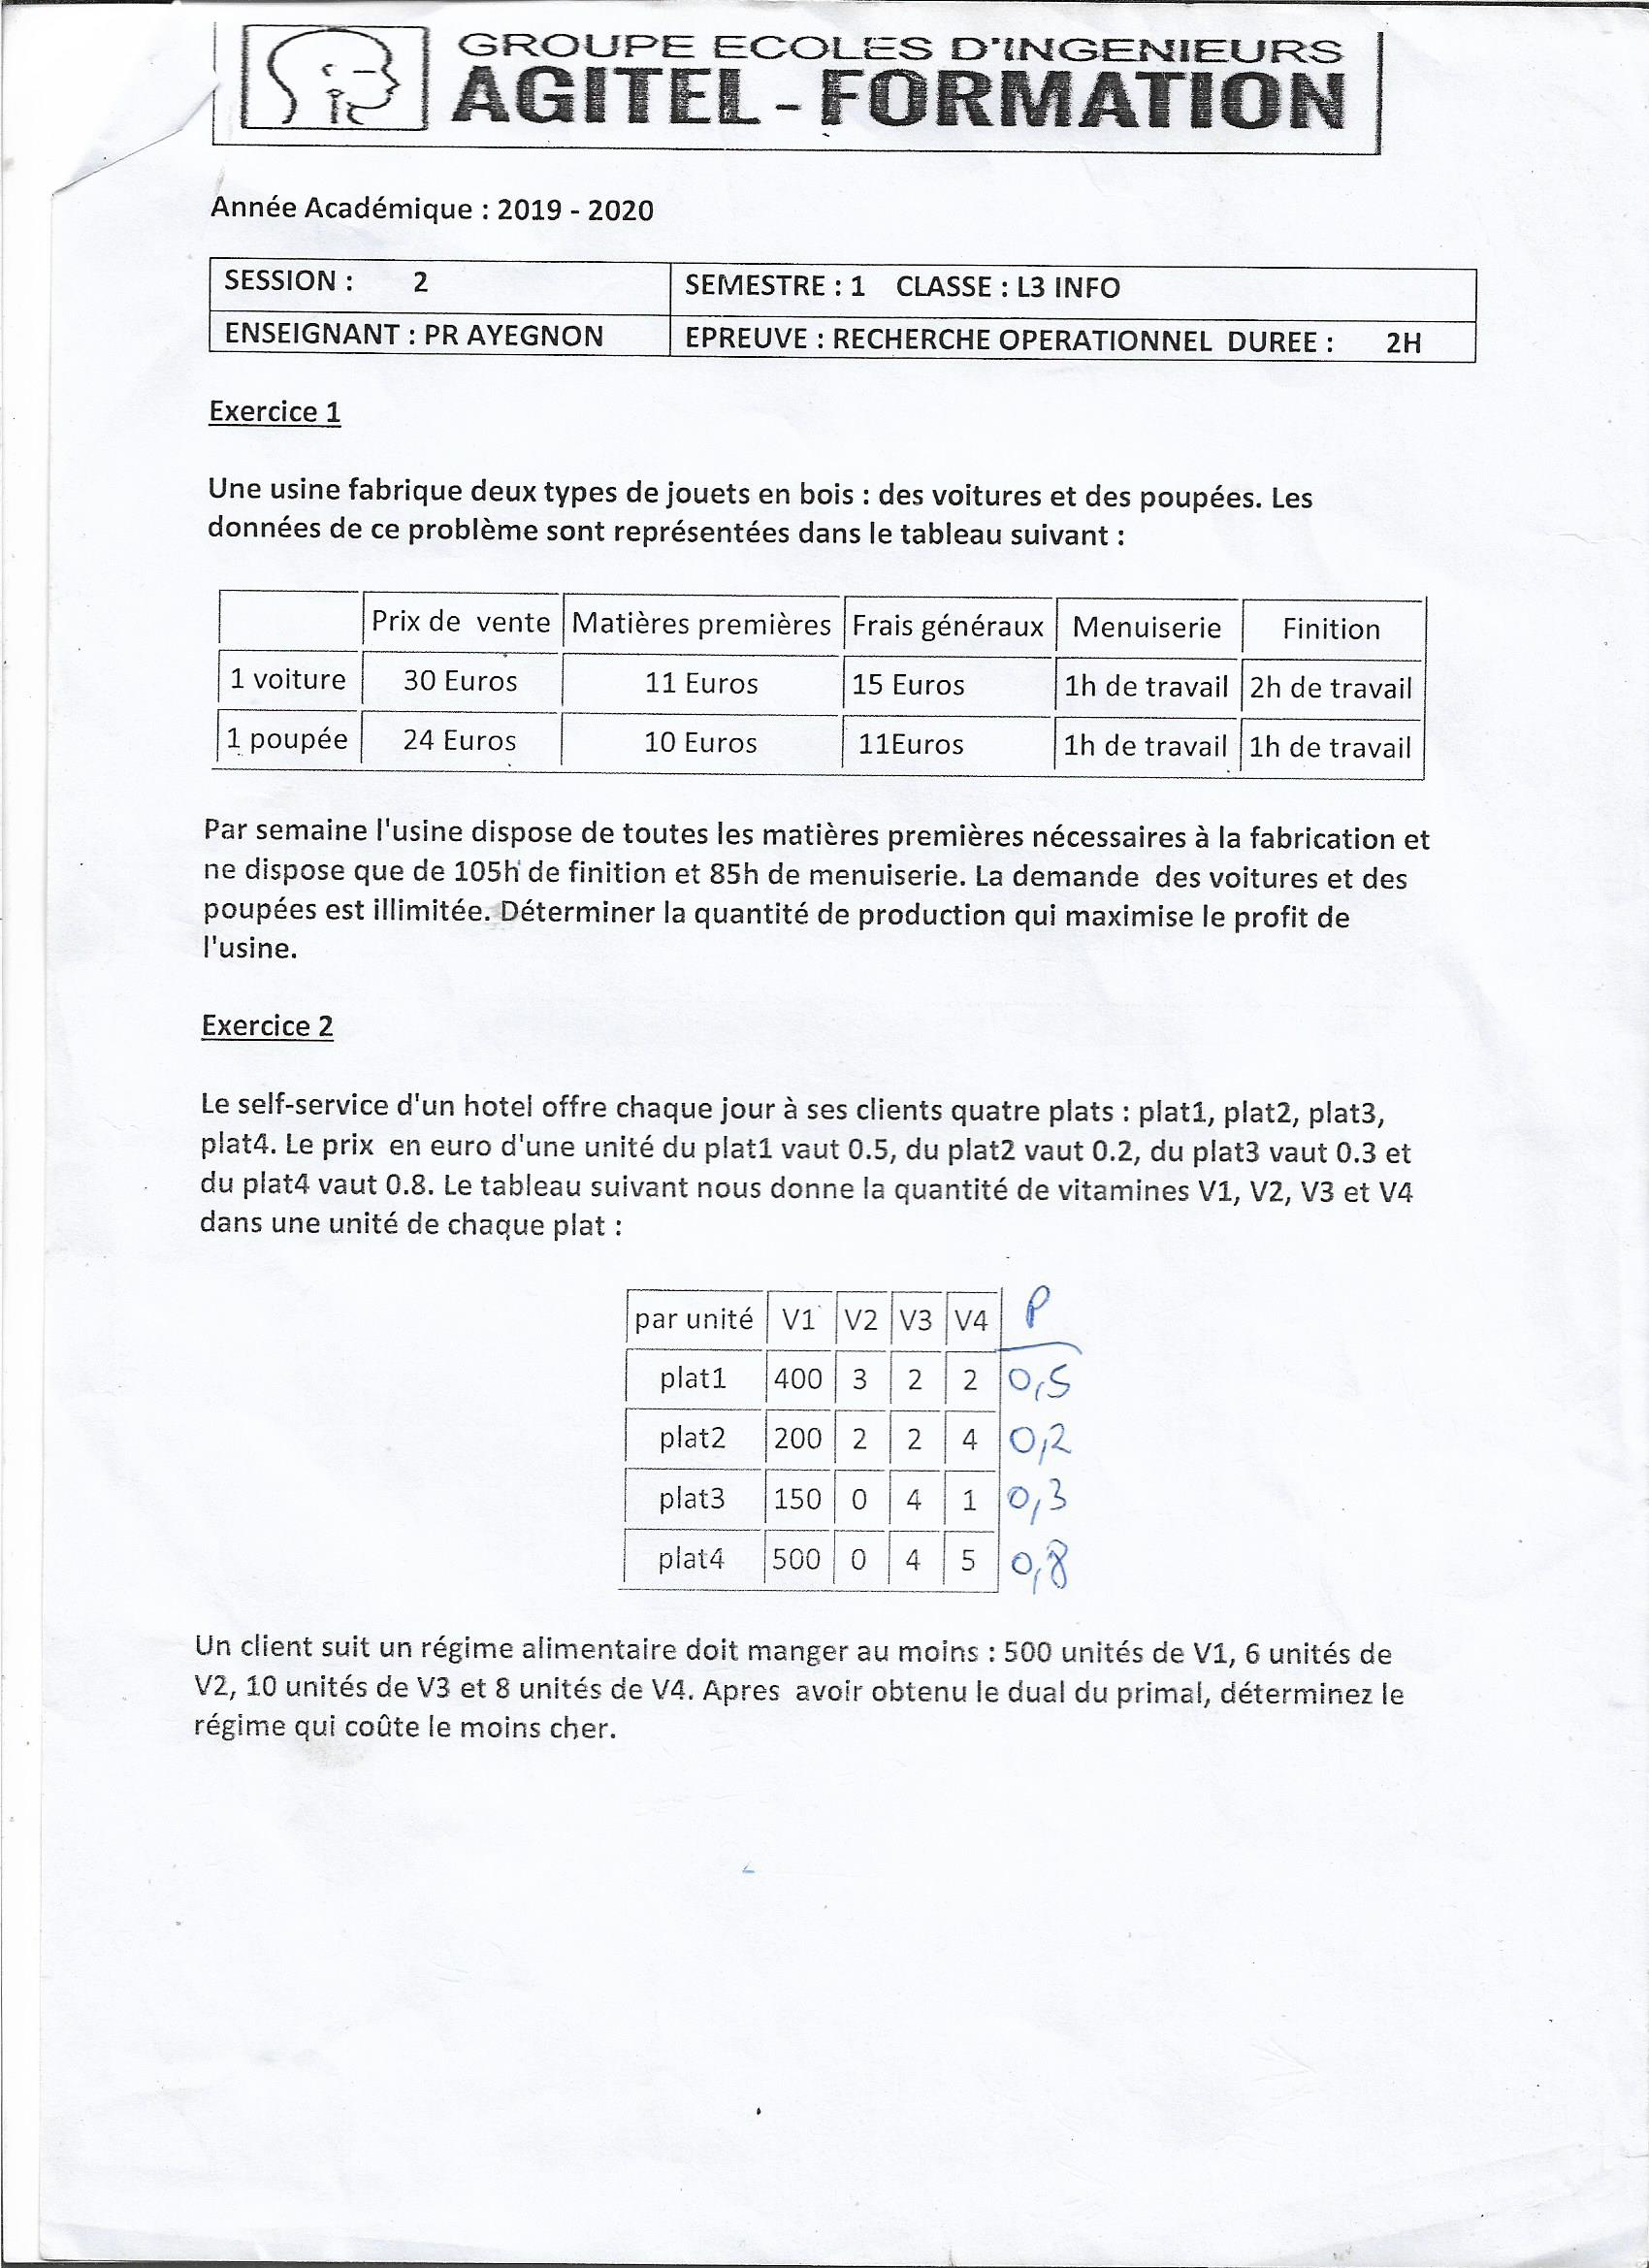 GROUPE ECOLES D'INGENIEURS
AGITEL - FORMATION
Année Académique : 2019 - 2020
SESSION : 2 SEMESTRE : 1 CLASSE : L3 INFO
ENSEIGNANT : PR AYEGNON EPREUVE : RECHERCHE OPERATIONNEL DUREE : 2H
Exercice 1
Une usine fabrique deux types de jouets en bois : des voitures et des poupées. Les
données de ce problème sont représentées dans le tableau suivant :
Prix de vente Matières premières Frais généraux Menuiserie Finition
1 voiture 30 Euros 11 Euros 15 Euros 1h de travail 2h de travail
1 poupée 24 Euros 10 Euros 11Euros 1h de travail 1h de travail
Par semaine l'usine dispose de toutes les matières premières nécessaires à la fabrication et
ne dispose que de 105h de finition et 85h de menuiserie. La demande des voitures et des
poupées est illimitée. Déterminer la quantité de production qui maximise le profit de
l'usine.
Exercice 2
Le self-service d'un hotel offre chaque jour à ses clients quatre plats : plat1, plat2, plat3,
plat4. Le prix en euro d'une unité du plat1 vaut 0.5, du plat2 vaut 0.2, du plat3 vaut 0.3 et
du plat4 vaut 0.8. Le tableau suivant nous donne la quantité de vitamines V1, V2, V3 et V4
dans une unité de chaque plat :
par unité V1 V2 V3 V4 P
plat1 400 3 2 2 0,5
plat2 200 2 2 4 0,2
plat3 150 0 4 1 0,3
plat4 500 0 4 5 0,8
Un client suit un régime alimentaire doit manger au moins : 500 unités de V1, 6 unités de
V2, 10 unités de V3 et 8 unités de V4. Apres avoir obtenu le dual du primal, déterminez le
régime qui coûte le moins cher.